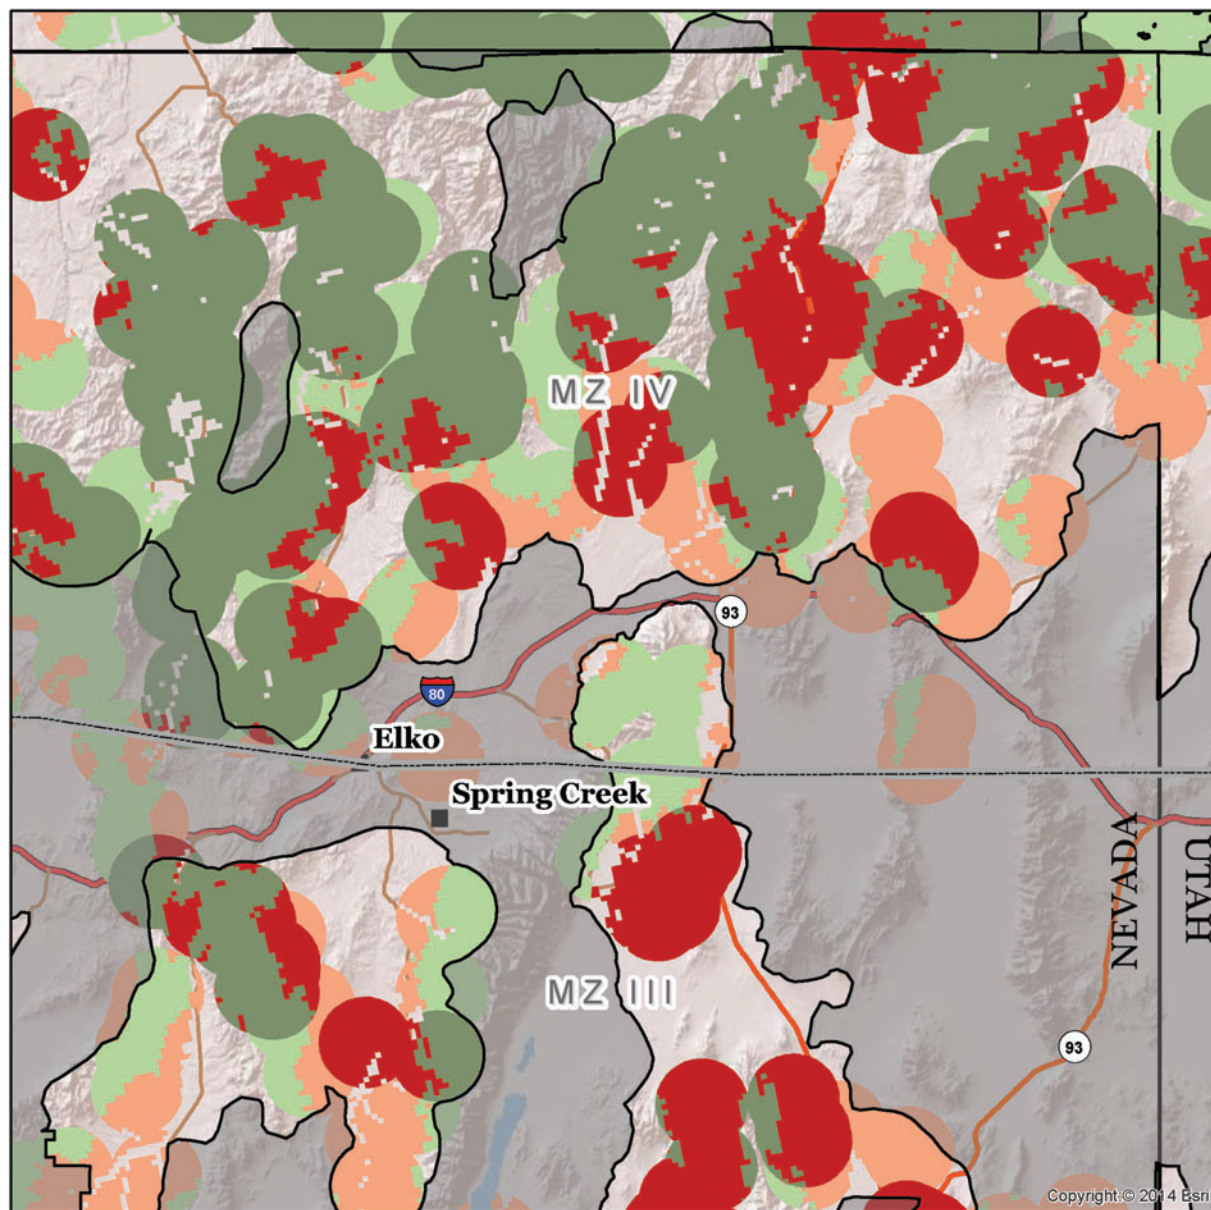 MZ IV
93
80
Elko
Spring Creek
NEVADA
UTAH
MZ III
93
Copyright:© 2014 Esri